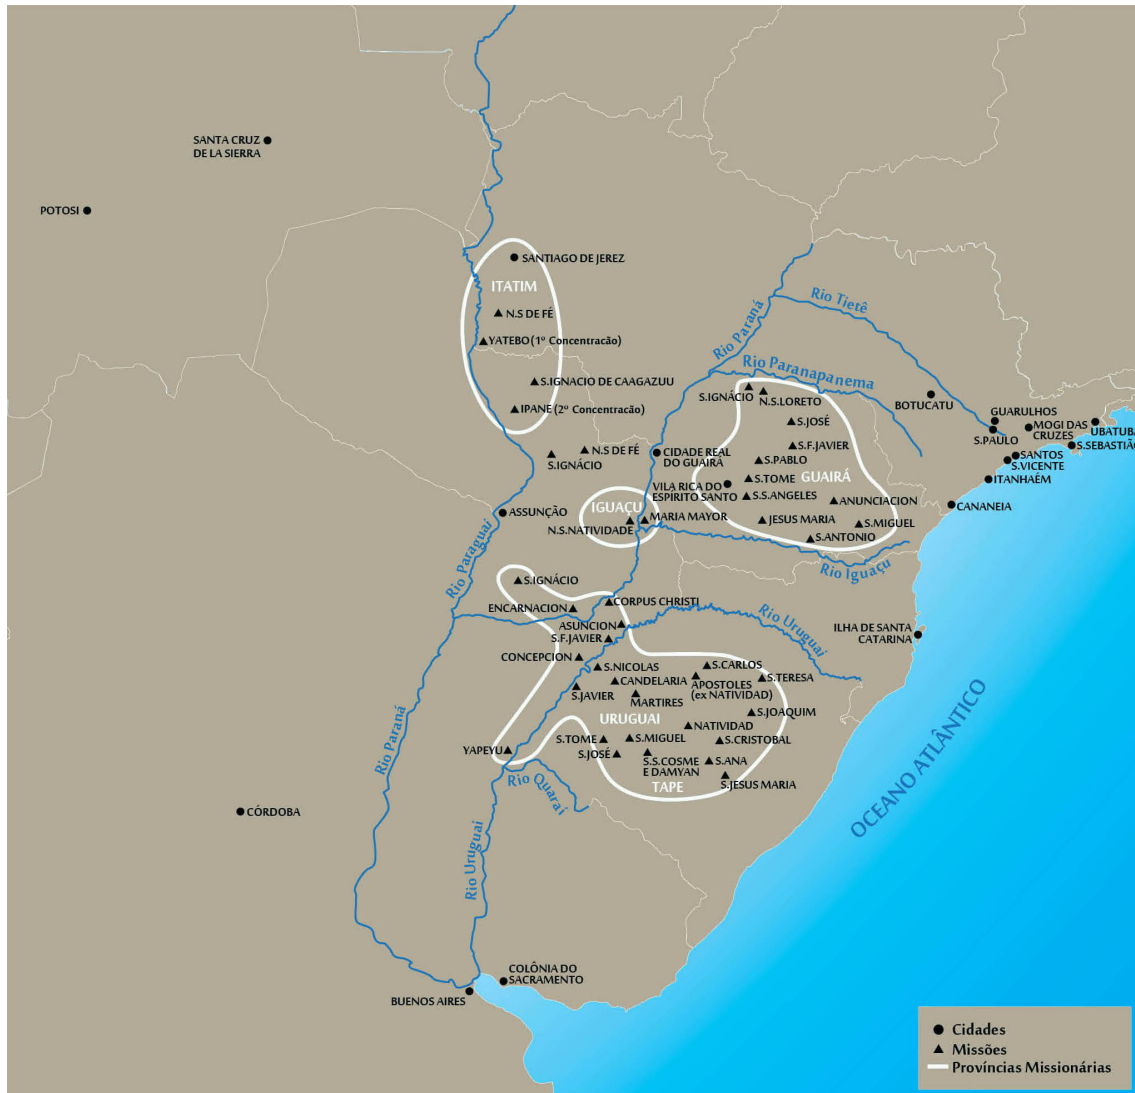 SANTA CRUZ
DE LA SIERRA
POTOSI
SANTIAGO DE JEREZ
ITATIM
N.S DE FÉ
YATEBO (1º Concentracão)
S.IGNACIO DE CAAGAZUU
IPANE (2º Concentracão)
Rio Paraná
Rio Tietê
Rio Paranapanema
BOTUCATU
GUARULHOS
S.PAULO
MOGI DAS
CRUZES
UBATUBA
S.SEBASTIÃO
SANTOS
S.VICENTE
ITANHAÉM
CANANEIA
S.IGNÁCIO
N.S.LORETO
S.JOSÉ
S.F.JAVIER
S.PABLO
GUAIRÁ
S.TOME
S.S.ANGELES
ANUNCIACION
JESUS MARIA
S.MIGUEL
S.ANTONIO
N.S DE FÉ
S.IGNÁCIO
CIDADE REAL
DO GUAIRÁ
VILA RICA DO
ESPIRITO SANTO
IGUAÇU
MARIA MAYOR
N.S.NATIVIDADE
ASSUNÇÃO
Rio Paraguai
Rio Iguaçu
S.IGNÁCIO
ENCARNACION
CORPUS CHRISTI
ASUNCION
S.F.JAVIER
Rio Uruguai
ILHA DE SANTA
CATARINA
CONCEPCION
S.NICOLAS
S.CARLOS
CANDELARIA
APOSTOLES
(ex NATIVIDAD)
S.TERESA
S.JAVIER
MARTIRES
S.JOAQUIM
URUGUAI
NATIVIDAD
S.TOME
S.MIGUEL
S.CRISTOBAL
YAPEYU
S.JOSÉ
S.S.COSME
E DAMYAN
S.ANA
S.JESUS MARIA
TAPE
Rio Paraná
Rio Quaraí
CÓRDOBA
Rio Uruguai
OCEANO ATLÂNTICO
COLÔNIA DO
SACRAMENTO
BUENOS AIRES
Cidades
Missões
Províncias Missionárias